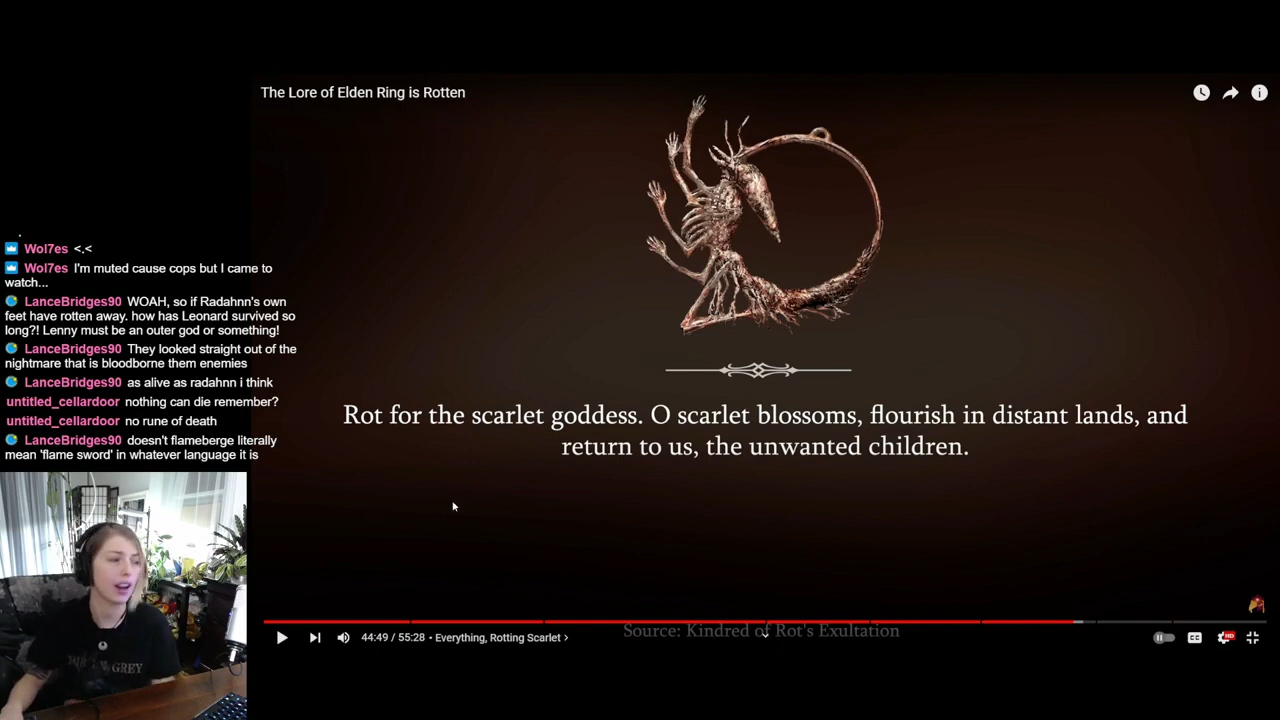 The Lore of Elden Ring is Rotten
Wol7es <.<
Wol7es I'm muted cause cops but I came to
watch...
LanceBridges90 WOAH, so if Radahnn's own
feet have rotten away. how has Leonard survived so
long?! Lenny must be an outer god or something!
LanceBridges90 They looked straight out of the
nightmare that is bloodborne them enemies
LanceBridges90 as alive as radahn i think
untitled_cellardoor nothing can die remember?
untitled_cellardoor no rune of death
LanceBridges90 doesn't flameberge literally
mean 'flame sword' in whatever language it is
Rot for the scarlet goddess. O scarlet blossoms, flourish in distant lands, and
return to us, the unwanted children.
Source: Kindred of Rot's Exultation
44:49 / 55:28 • Everything, Rotting Scarlet ›
CC
HD
GREY